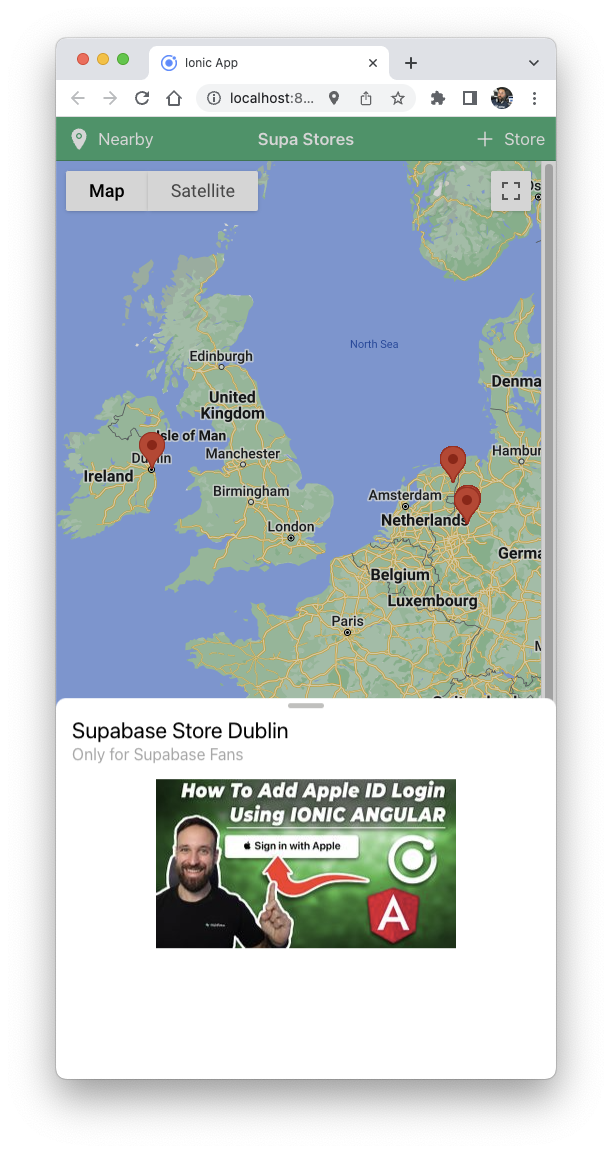 Ionic App
localhost:8...
Nearby
Supa Stores
Store
Map
Satellite
Os
North Sea
Edinburgh
Denma
United
Kingdom
Isle of Man
Dublin
Manchester
Hambur
Ireland
Birmingham
Amsterdam
Netherlands
London
Germa
Belgium
Luxembourg
Paris
Supabase Store Dublin
Only for Supabase Fans
How To Add Apple ID Login
Using IONIC ANGULAR
Sign in with Apple
A